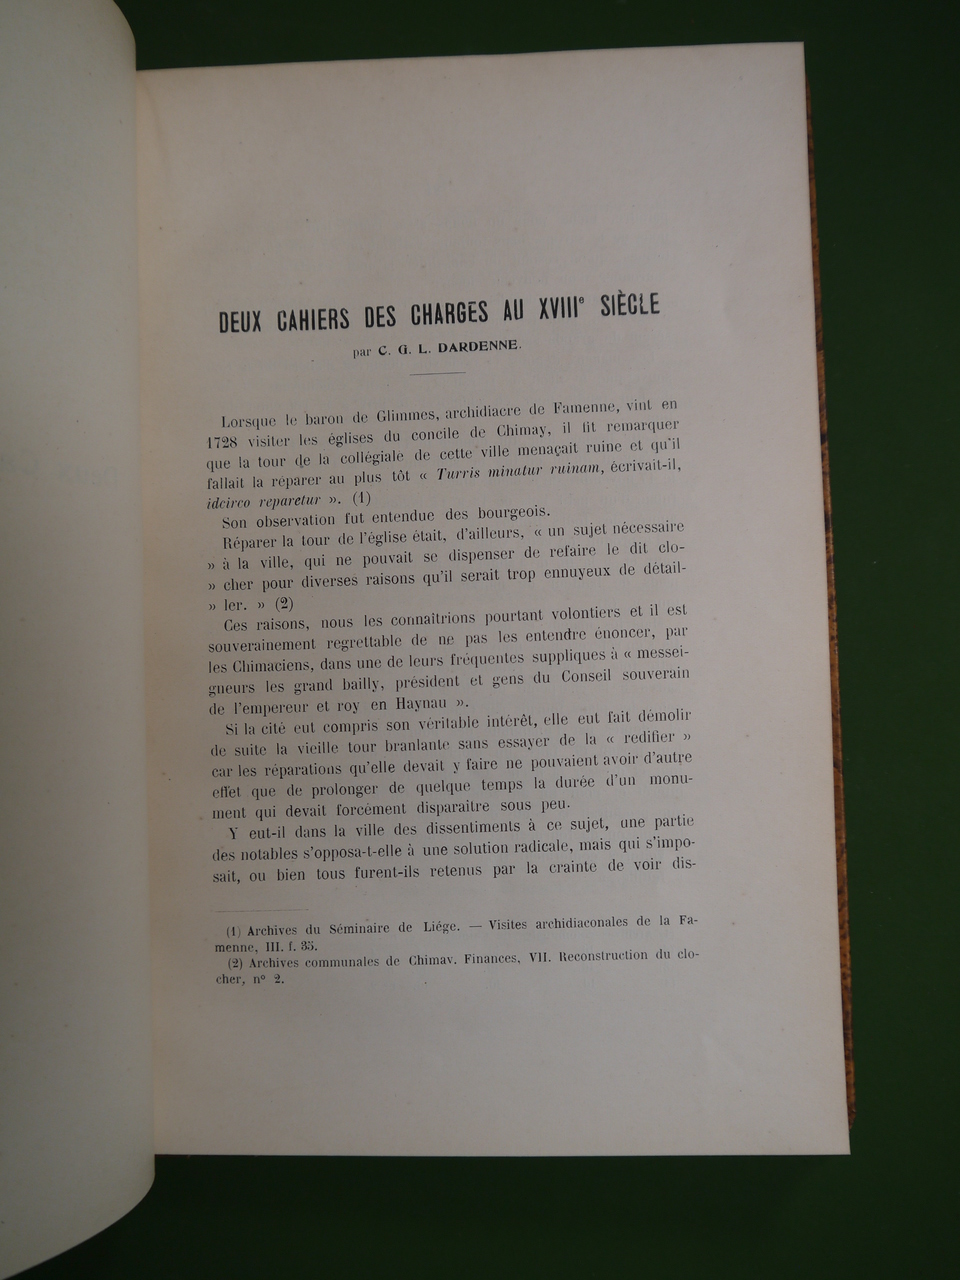 DEUX CAHIERS DES CHARGES AU XVIIIe SIÈCLE
par C. G. L. DARDENNE.
Lorsque le baron de Glimmes, archidiacre de Famenne, vint en
1728 visiter les églises du concile de Chimay, il fit remarquer
que la tour de la collégiale de cette ville menaçait ruine et qu'il
fallait la réparer au plus tôt « Turris minatur ruinam, écrivait-il,
idcirco reparetur ». (1)
Son observation fut entendue des bourgeois.
Réparer la tour de l'église était, d'ailleurs, « un sujet nécessaire
» à la ville, qui ne pouvait se dispenser de refaire le dit clo-
» cher pour diverses raisons qu'il serait trop ennuyeux de détail-
» ler. » (2)
Ces raisons, nous les connaîtrions pourtant volontiers et il est
souverainement regrettable de ne pas les entendre énoncer, par
les Chimaciens, dans une de leurs fréquentes suppliques à « messei-
gneurs les grand bailly, président et gens du Conseil souverain
de l'empereur et roy en Haynau ».
Si la cité eut compris son véritable intérêt, elle eut fait démolir
de suite la vieille tour branlante sans essayer de la « redifier »
car les réparations qu'elle devait y faire ne pouvaient avoir d'autre
effet que de prolonger de quelque temps la durée d'un monu-
ment qui devait forcément disparaitre sous peu.
Y eut-il dans la ville des dissentiments à ce sujet, une partie
des notables s'opposa-t-elle à une solution radicale, mais qui s'impo-
sait, ou bien tous furent-ils retenus par la crainte de voir dis-
(1) Archives du Séminaire de Liége. — Visites archidiaconales de la Fa-
menne, III. f. 35.
(2) Archives communales de Chimay. Finances, VII. Reconstruction du clo-
cher, n° 2.